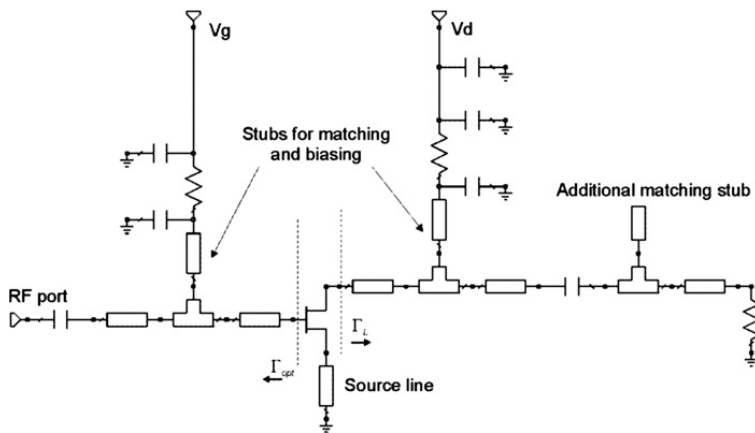 Vg
Vd
Stubs for matching
and biasing
Additional matching stub
RF port
Γopt
ΓL
Source line